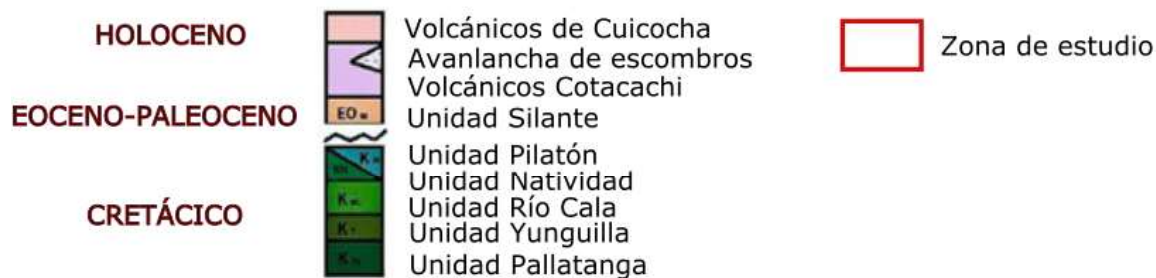 HOLOCENO
Volcánicos de Cuicocha
Avanlancha de escombros
Volcánicos Cotacachi
EOCENO-PALEOCENO
EO
Unidad Silante
Unidad Pilatón
K
Unidad Natividad
CRETÁCICO
K
Unidad Río Cala
K
Unidad Yunguilla
K
Unidad Pallatanga
Zona de estudio